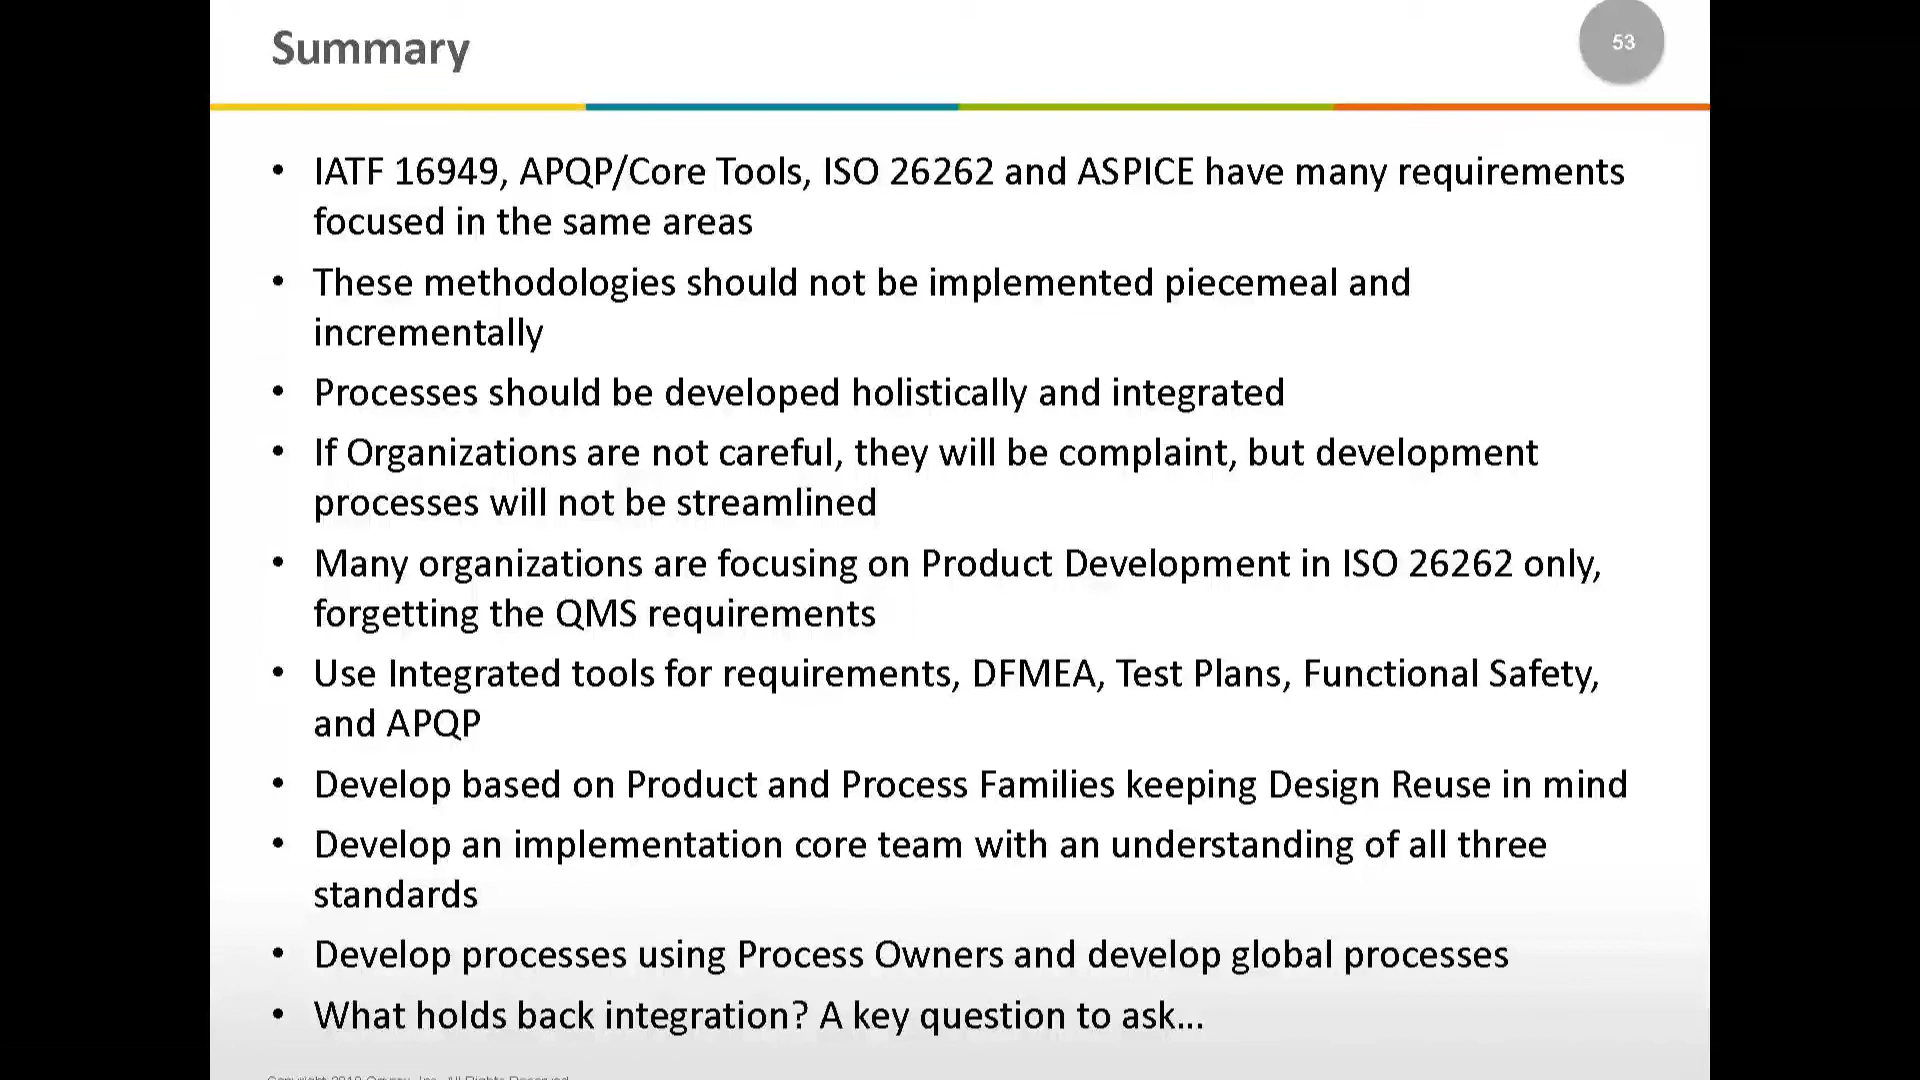 Summary
53
• IATF 16949, APQP/Core Tools, ISO 26262 and ASPICE have many requirements
focused in the same areas
• These methodologies should not be implemented piecemeal and
incrementally
• Processes should be developed holistically and integrated
• If Organizations are not careful, they will be complaint, but development
processes will not be streamlined
• Many organizations are focusing on Product Development in ISO 26262 only,
forgetting the QMS requirements
• Use Integrated tools for requirements, DFMEA, Test Plans, Functional Safety,
and APQP
• Develop based on Product and Process Families keeping Design Reuse in mind
• Develop an implementation core team with an understanding of all three
standards
• Develop processes using Process Owners and develop global processes
• What holds back integration? A key question to ask...